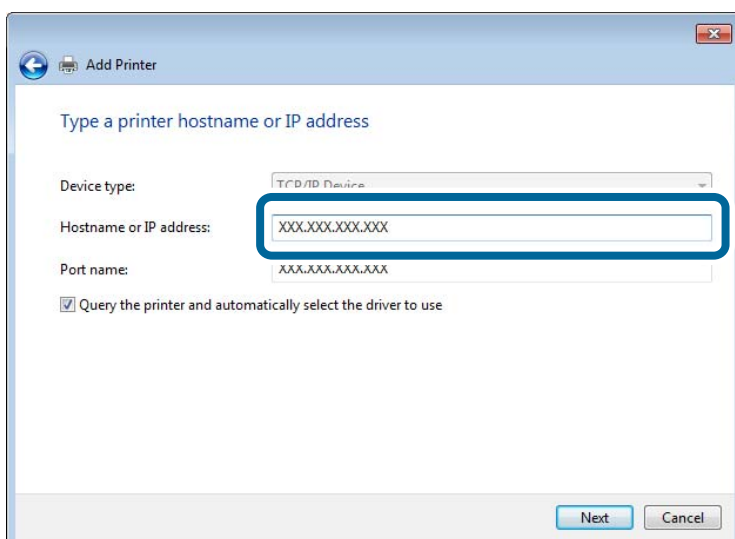 Add Printer
Type a printer hostname or IP address
Device type: TCP/IP Device
Hostname or IP address: XXX.XXX.XXX.XXX
Port name: XXX.XXX.XXX.XXX
Query the printer and automatically select the driver to use
Next Cancel